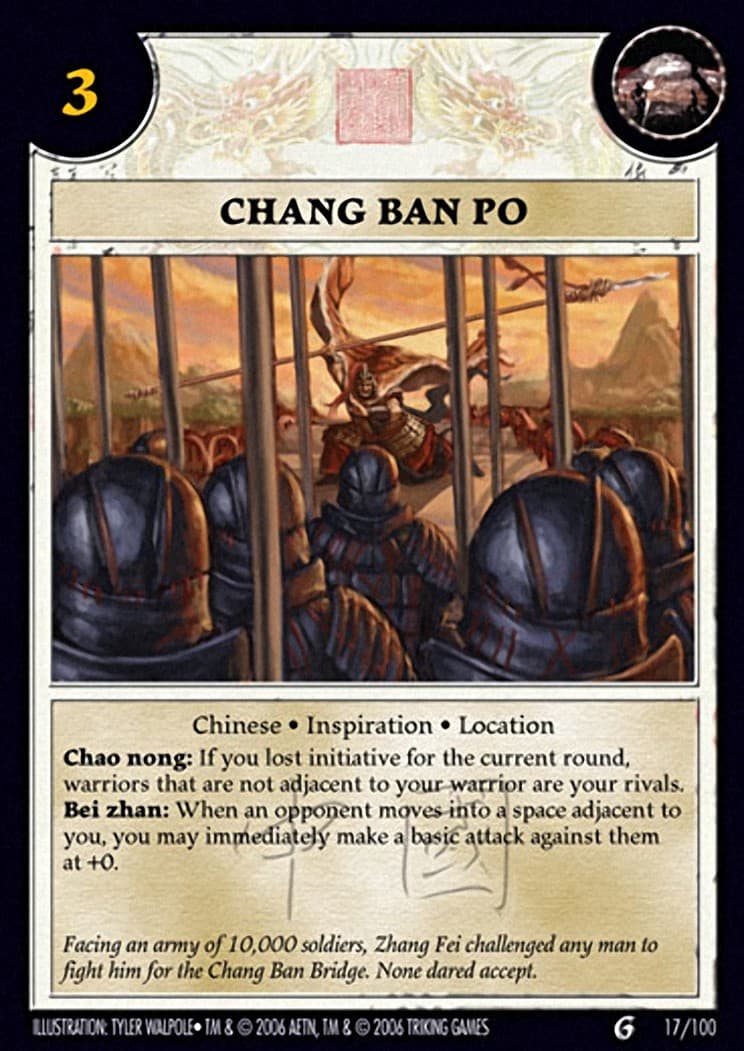 3
CHANG BAN PO
Chinese • Inspiration • Location
Chao nong: If you lost initiative for the current round,
warriors that are not adjacent to your warrior are your rivals.
Bei zhan: When an opponent moves into a space adjacent to
you, you may immediately make a basic attack against them
at +0.
中國
Facing an army of 10,000 soldiers, Zhang Fei challenged any man to
fight him for the Chang Ban Bridge. None dared accept.
ILLUSTRATION: TYLER WALPOLE• TM & © 2006 AETN, TM & © 2006 TRIKING GAMES
G 17/100